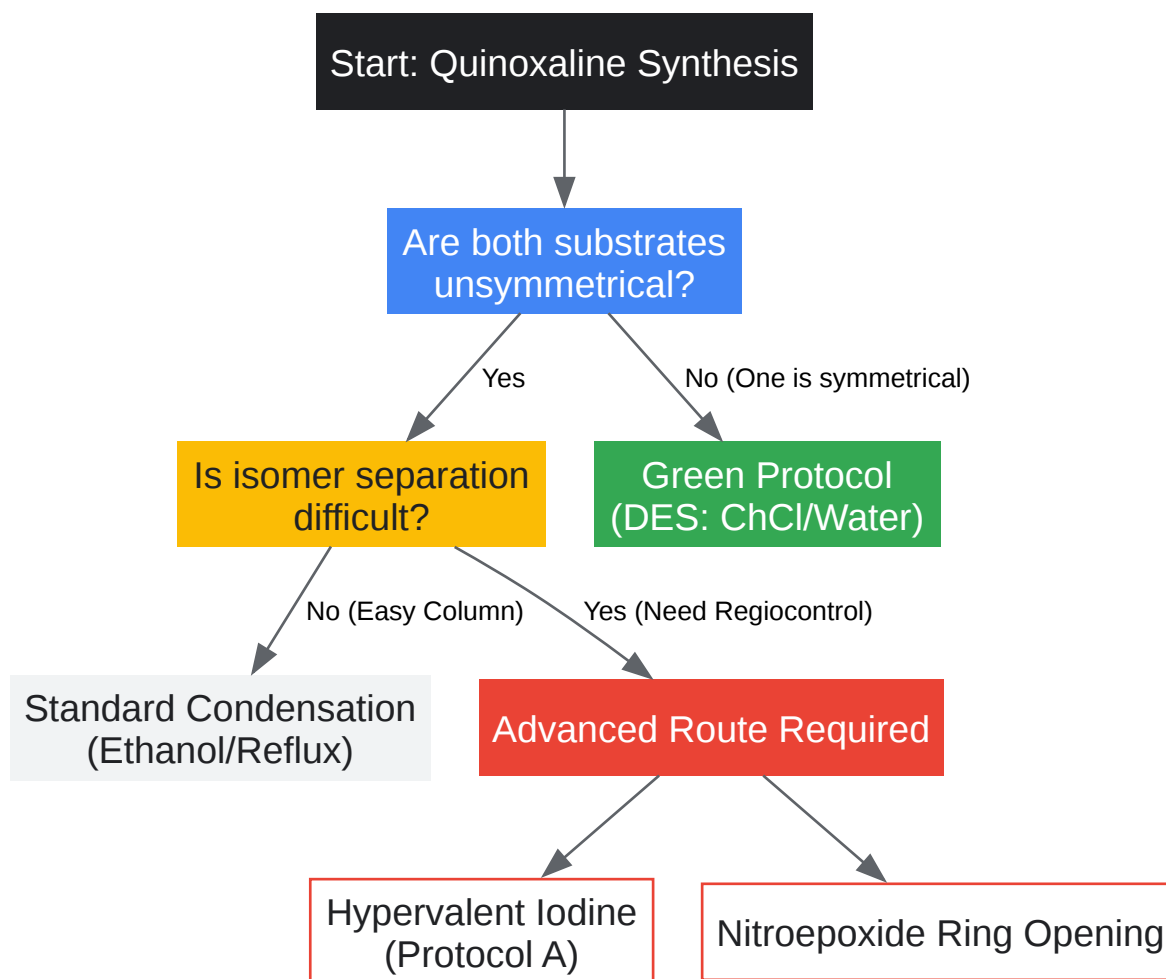 Start: Quinoxaline Synthesis
Are both substrates
unsymmetrical?
Yes
No (One is symmetrical)
Is isomer separation
difficult?
Green Protocol
(DES: ChCl/Water)
No (Easy Column)
Yes (Need Regiocontrol)
Standard Condensation
(Ethanol/Reflux)
Advanced Route Required
Hypervalent Iodine
(Protocol A)
Nitroepoxide Ring Opening